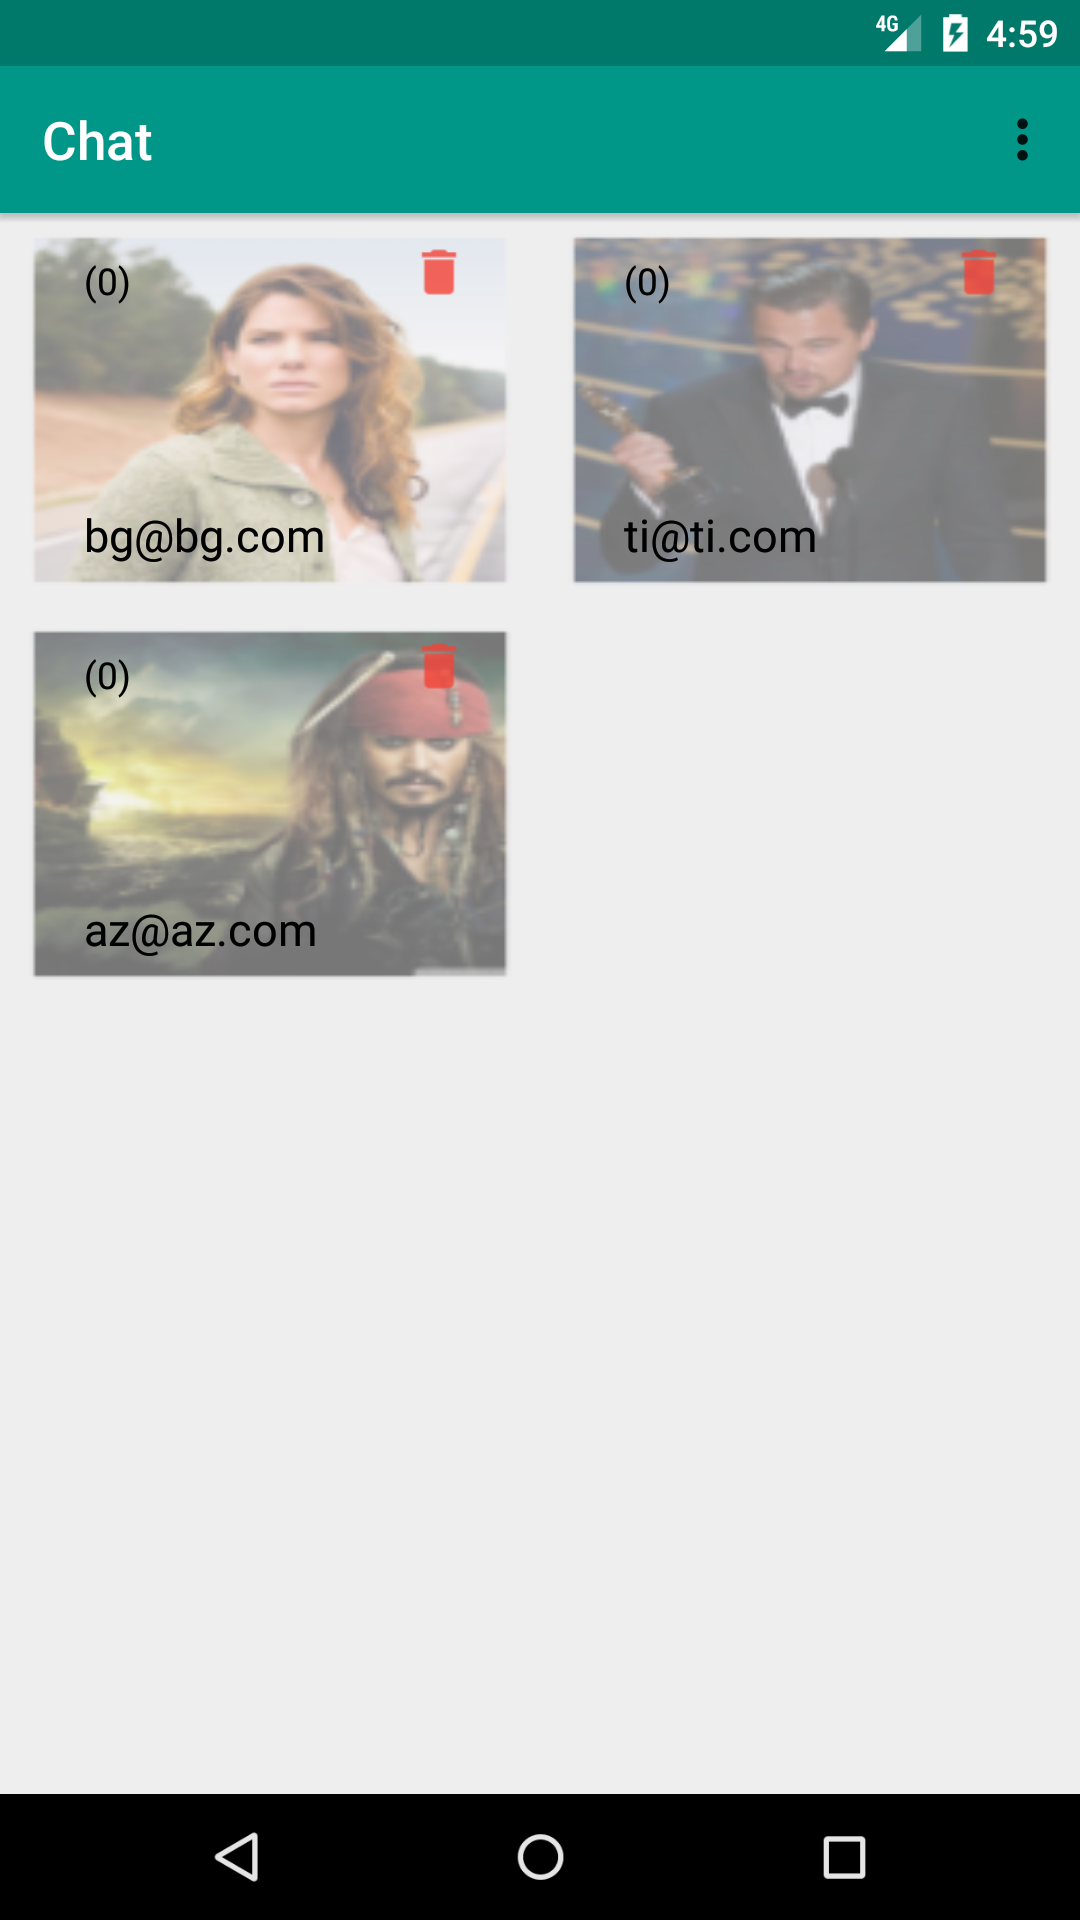 4G 4:59
Chat
(0) (0)
bg@bg.com ti@ti.com
(0)
az@az.com